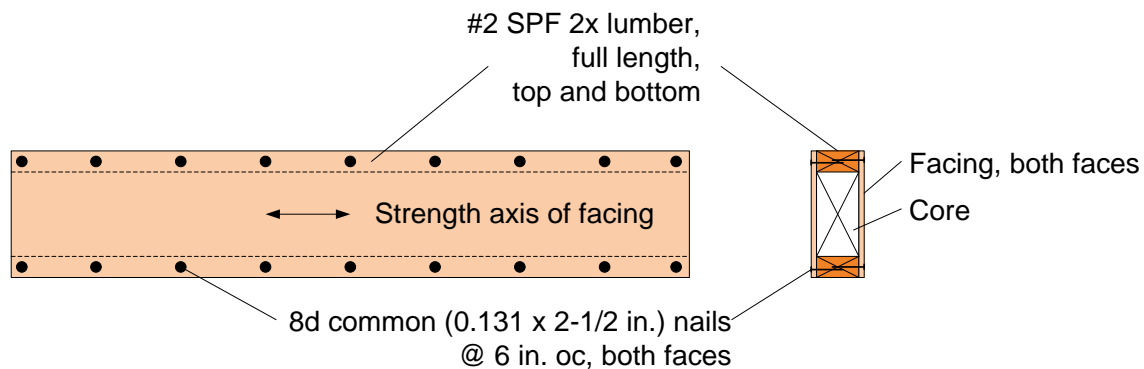 #2 SPF 2x lumber,
full length,
top and bottom
Facing, both faces
Strength axis of facing
Core
8d common (0.131 x 2-1/2 in.) nails
@ 6 in. oc, both faces